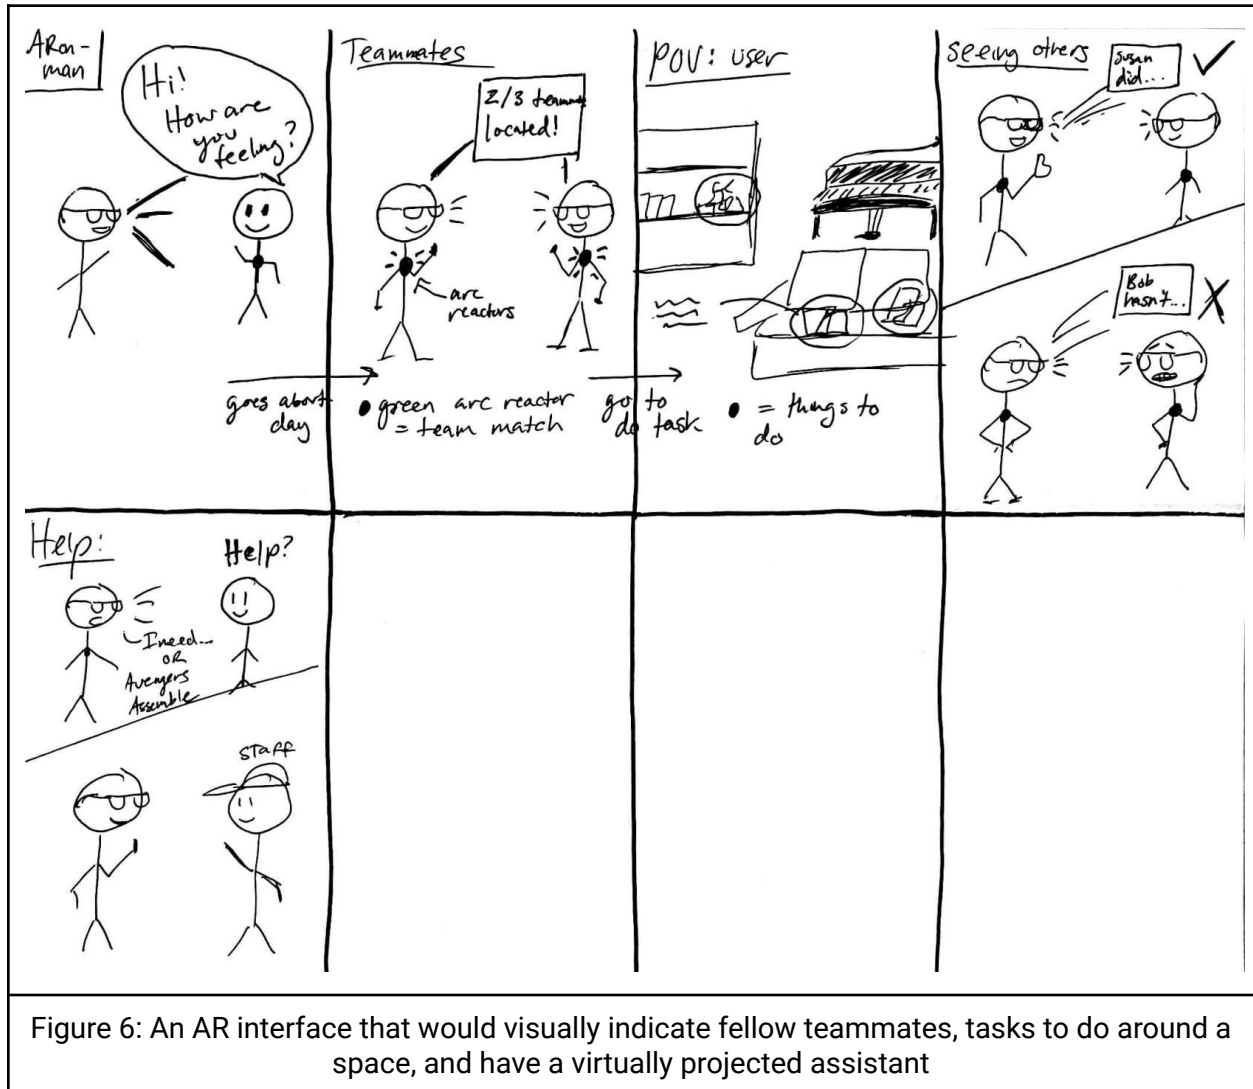 ARon-
man
Hi!
How are
you
feeling?
goes about
day
Teammates
2/3 teamm
located!
arc
reactors
green arc reactor
= team match
go to
do task
POV: user
= things to
do
seeing others
Susan
did...
Bob
hasn't...
Help:
Help?
I need...
OR
Avengers
Assemble
STAFF
Figure 6: An AR interface that would visually indicate fellow teammates, tasks to do around a
space, and have a virtually projected assistant